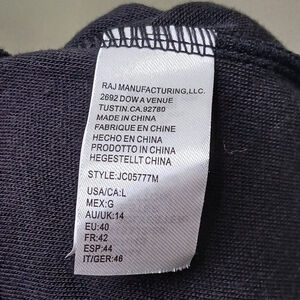 RAJ MANUFACTURING,LLC.
2692 DOW AVENUE
TUSTIN.CA.92780
MADE IN CHINA
FABRIQUE EN CHINE
HECHO EN CHINA
PRODOTTO IN CHINA
HEGESTELLT CHINA
STYLE:JC05777M
USA/CA:L
MEX:G
AU/UK:14
EU:40
FR:42
ESP:44
IT/GER:46